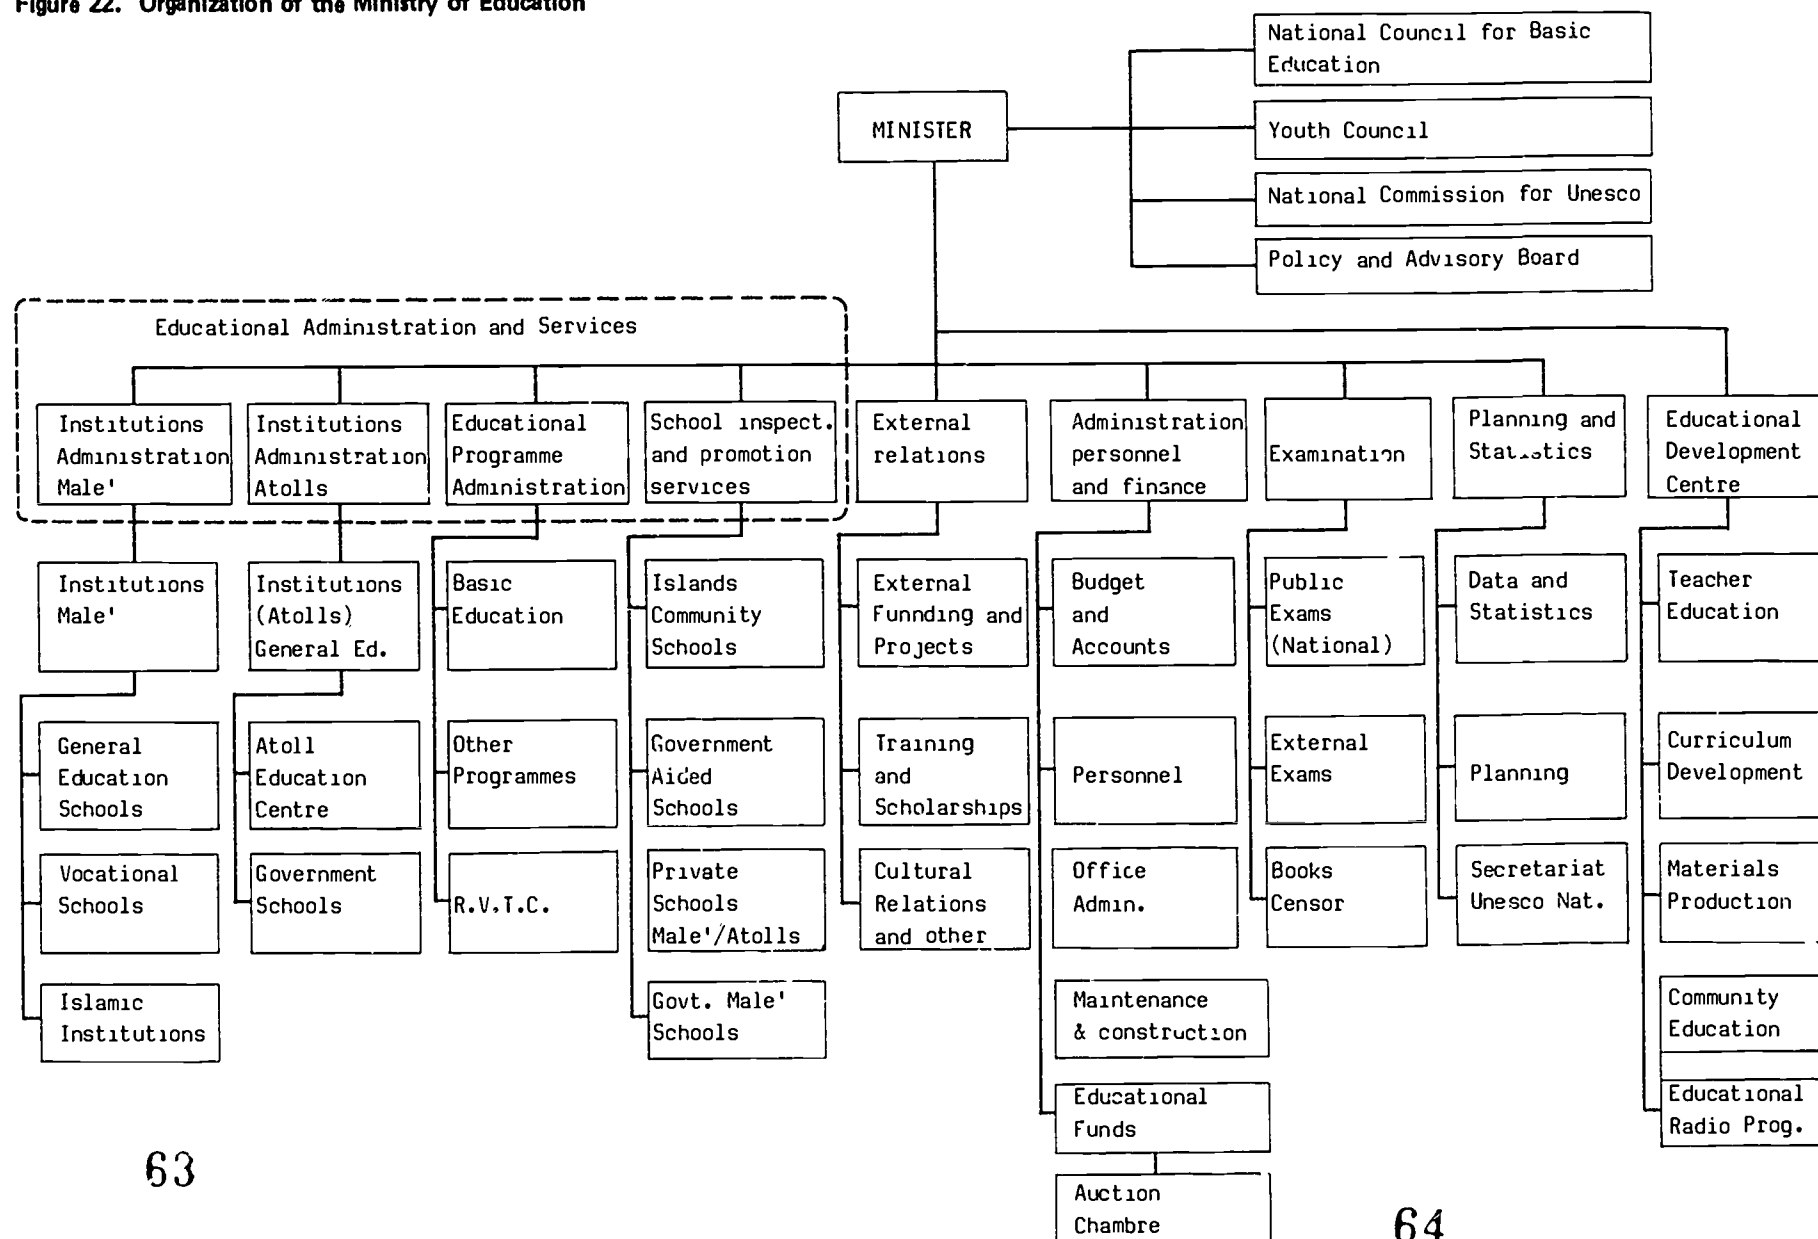 Figure 22. Organization of the Ministry of Education
National Council for Basic
Education
MINISTER
Youth Council
National Commission for Unesco
Policy and Advisory Board
Educational Administration and Services
Institutions
Administration
Male'
Institutions
Administration
Atolls
Educational
Programme
Administration
School inspect.
and promotion
services
External
relations
Administration
personnel
and finance
Examination
Planning and
Statistics
Educational
Development
Centre
Institutions
Male'
Institutions
(Atolls)
General Ed.
Basic
Education
Islands
Community
Schools
External
Funnding and
Projects
Budget
and
Accounts
Public
Exams
(National)
Data and
Statistics
Teacher
Education
General
Education
Schools
Atoll
Education
Centre
Other
Programmes
Government
Aided
Schools
Training
and
Scholarships
Personnel
External
Exams
Planning
Curriculum
Development
Vocational
Schools
Government
Schools
R.V.T.C.
Private
Schools
Male'/Atolls
Cultural
Relations
and other
Office
Admin.
Books
Censor
Secretariat
Unesco Nat.
Materials
Production
Islamic
Institutions
Govt. Male'
Schools
Maintenance
& construction
Community
Education
Educational
Funds
Educational
Radio Prog.
Auction
Chambre
63
64